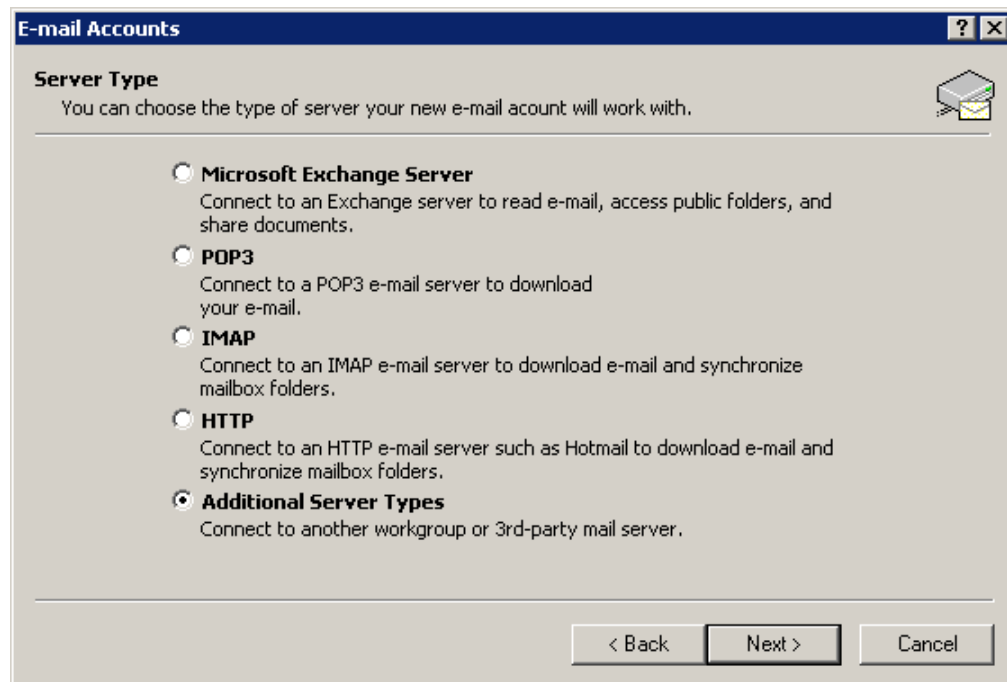 E-mail Accounts
Server Type
You can choose the type of server your new e-mail acount will work with.
Microsoft Exchange Server
Connect to an Exchange server to read e-mail, access public folders, and
share documents.
POP3
Connect to a POP3 e-mail server to download
your e-mail.
IMAP
Connect to an IMAP e-mail server to download e-mail and synchronize
mailbox folders.
HTTP
Connect to an HTTP e-mail server such as Hotmail to download e-mail and
synchronize mailbox folders.
Additional Server Types
Connect to another workgroup or 3rd-party mail server.
< Back Next > Cancel